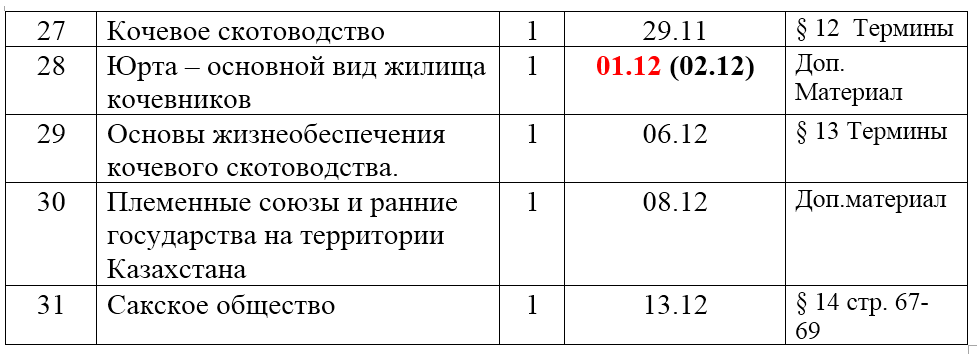 27 Кочевое скотоводство 1 29.11 § 12 Термины
28 Юрта – основной вид жилища 1 01.12 (02.12) Доп.
кочевников Материал
29 Основы жизнеобеспечения 1 06.12 § 13 Термины
кочевого скотоводства.
30 Племенные союзы и ранние 1 08.12 Доп.материал
государства на территории
Казахстана
31 Сакское общество 1 13.12 § 14 стр. 67-
69